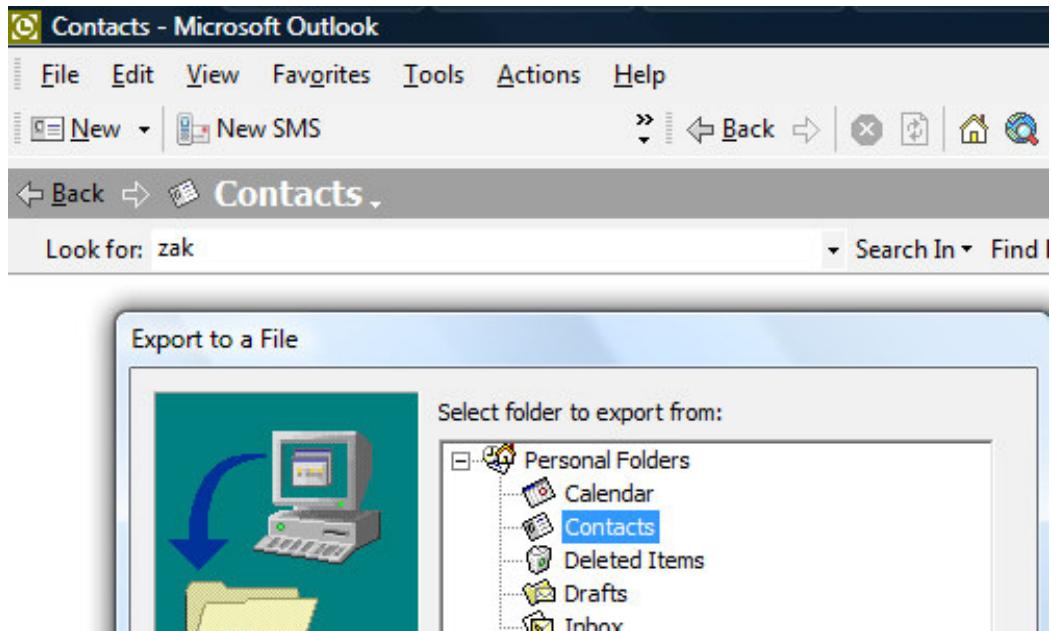 Contacts - Microsoft Outlook
File Edit View Favorites Tools Actions Help
New New SMS Back
Back Contacts
Look for: zak Search In Find
Export to a File
Select folder to export from:
Personal Folders
Calendar
Contacts
Deleted Items
Drafts
Inbox